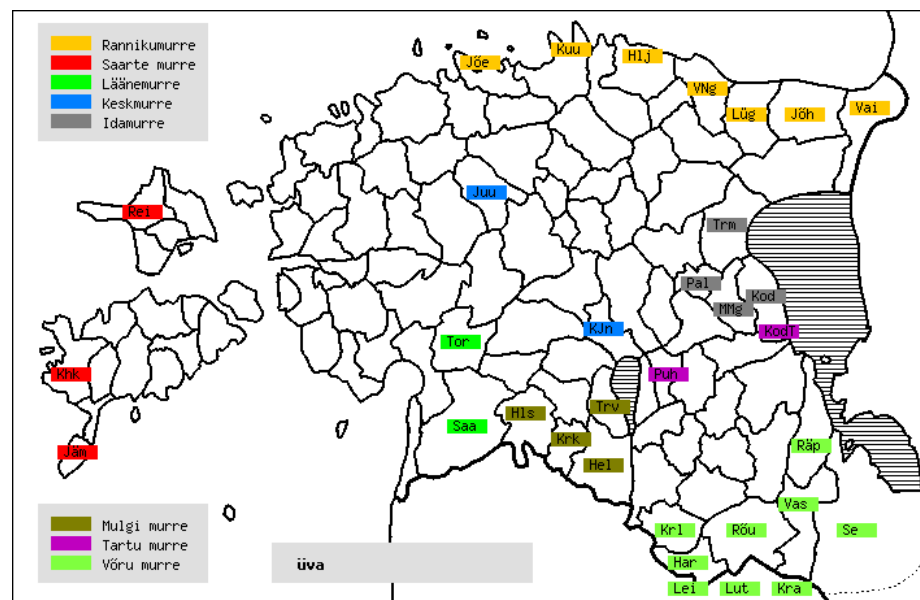 Rannikumurre
Saarte murre
Läänemurre
Keskmurre
Idamurre
Jõe
Kuu
Hlj
VNg
Lüg
Jõh
Vai
Juu
Rei
Trm
Pal
Kod
MMg
KJn
KodT
Tor
Khk
Puh
Trv
Hls
Saa
Krk
Räp
Jäm
Hel
Vas
Mulgi murre
Tartu murre
Võru murre
Krl
Rõu
Se
üva
Har
Lei
Lut
Kra